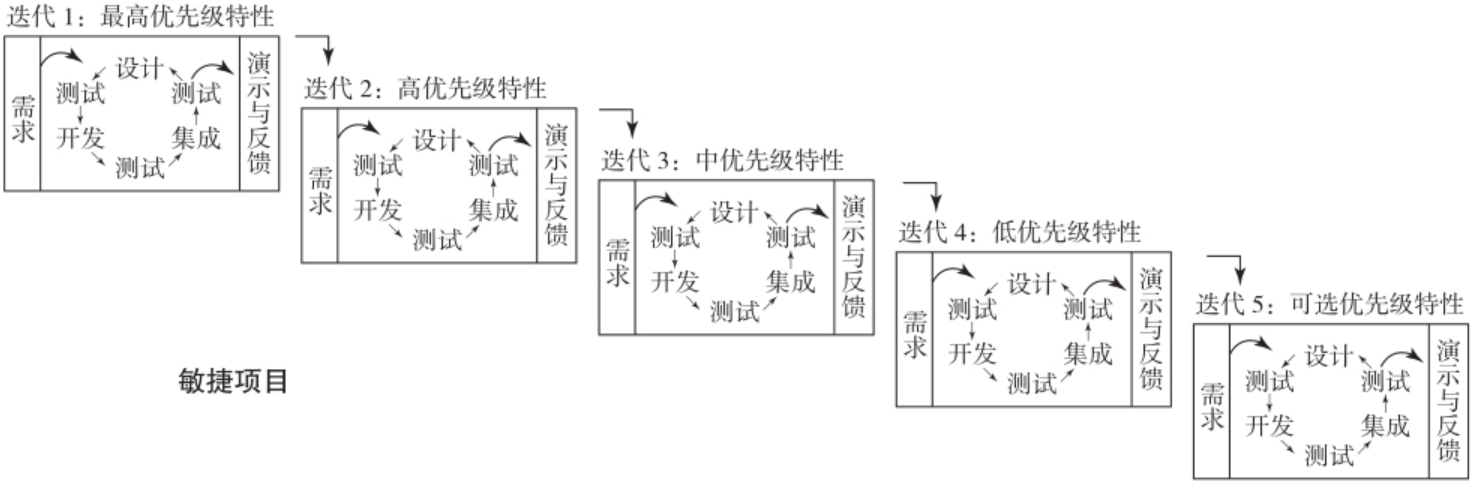 迭代 1：最高优先级特性
需求
设计
测试
测试
开发
集成
测试
演示与反馈
迭代 2：高优先级特性
需求
设计
测试
测试
开发
集成
测试
演示与反馈
迭代 3：中优先级特性
需求
设计
测试
测试
开发
集成
测试
演示与反馈
迭代 4：低优先级特性
需求
设计
测试
测试
开发
集成
测试
演示与反馈
迭代 5：可选优先级特性
需求
设计
测试
测试
开发
集成
测试
演示与反馈
敏捷项目